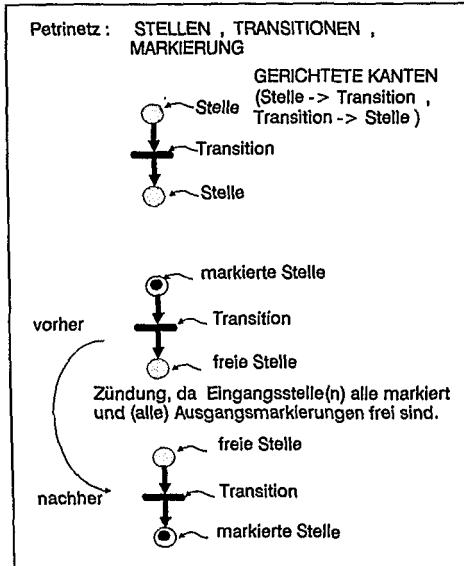 Petrinetz : STELLEN , TRANSITIONEN ,
MARKIERUNG
GERICHTETE KANTEN
(Stelle -> Transition ,
Transition -> Stelle )
Stelle
Transition
Stelle
markierte Stelle
vorher
Transition
freie Stelle
Zündung, da Eingangsstelle(n) alle markiert
und (alle) Ausgangsmarkierungen frei sind.
freie Stelle
nachher
Transition
markierte Stelle